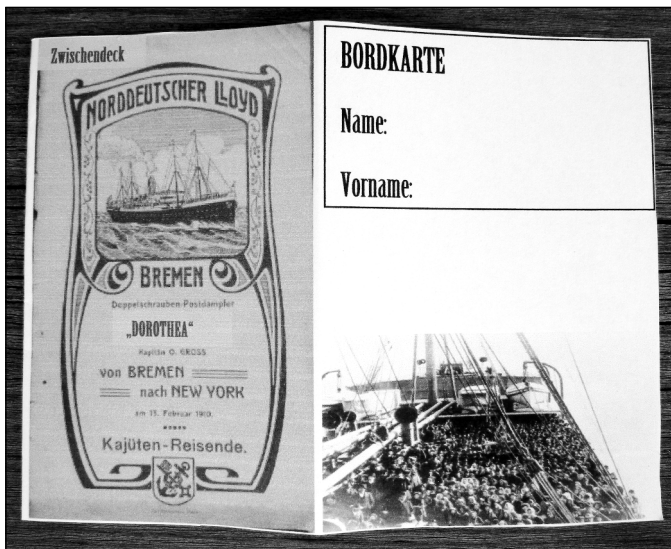 Zwischendeck
NORDDEUTSCHER LLOYD
BREMEN
Doppelschrauben-Postdampfer
„DOROTHEA“
Kapitän O. GROSS
von BREMEN
nach NEW YORK
am 15. Februar 1910.
Kajüten-Reisende.
BORDKARTE
Name:
Vorname: